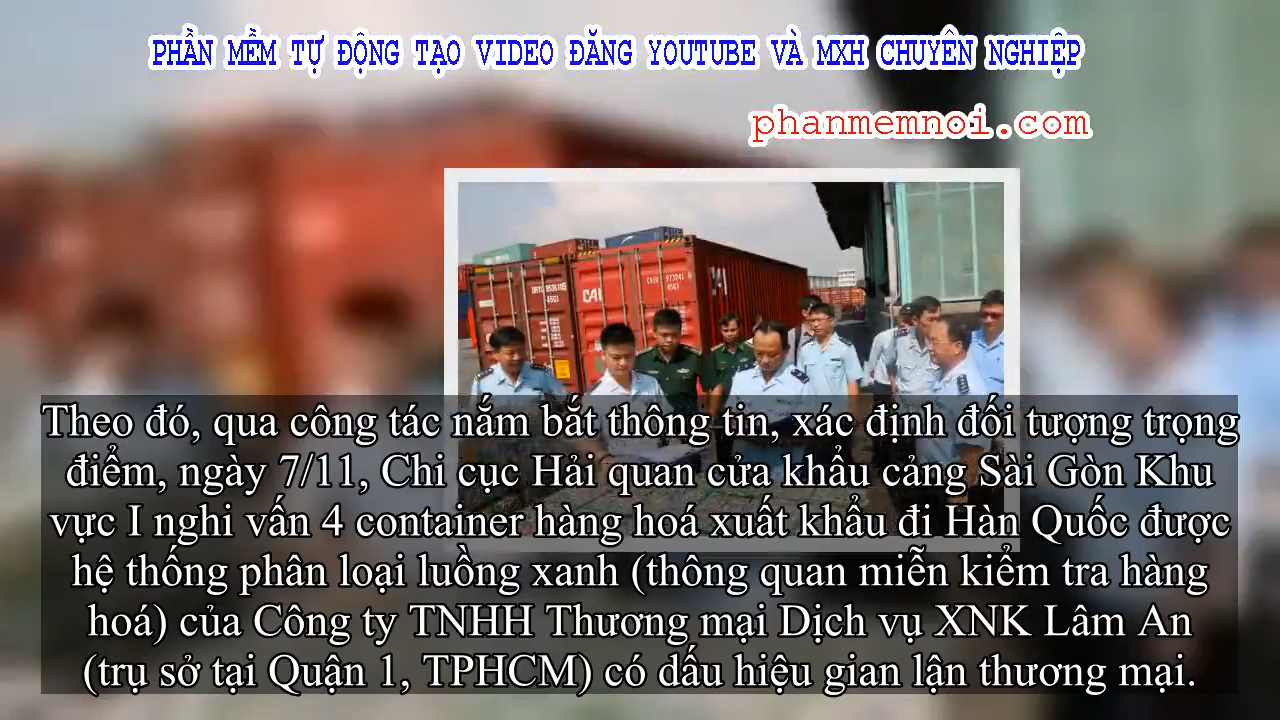 PHẦN MỀM TỰ ĐỘNG TẠO VIDEO ĐĂNG YOUTUBE VÀ MXH CHUYÊN NGHIỆP
phanmemnoi.com
CAI
Theo đó, qua công tác nắm bắt thông tin, xác định đối tượng trọng
điểm, ngày 7/11, Chi cục Hải quan cửa khẩu cảng Sài Gòn Khu
vực I nghi vấn 4 container hàng hoá xuất khẩu đi Hàn Quốc được
hệ thống phân loại luồng xanh (thông quan miễn kiểm tra hàng
hoá) của Công ty TNHH Thương mại Dịch vụ XNK Lâm An
(trụ sở tại Quận 1, TPHCM) có dấu hiệu gian lận thương mại.